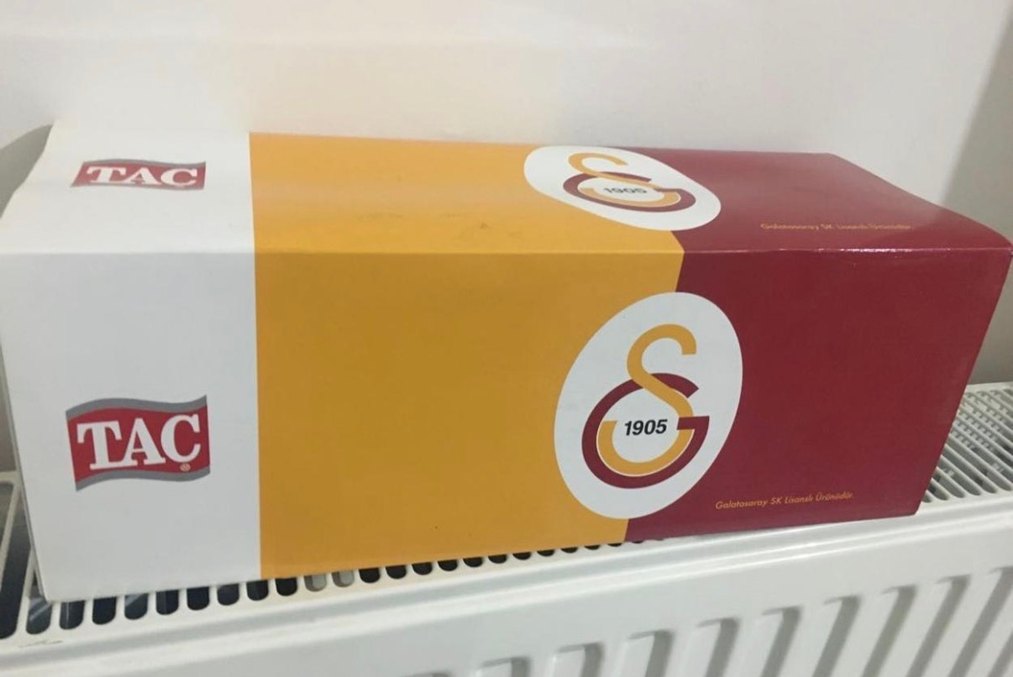 TAC
1905
Galatasaray SK Lisanslı Ürünüdür.
TAC®
1905
Galatasaray SK Lisanslı Ürünüdür.